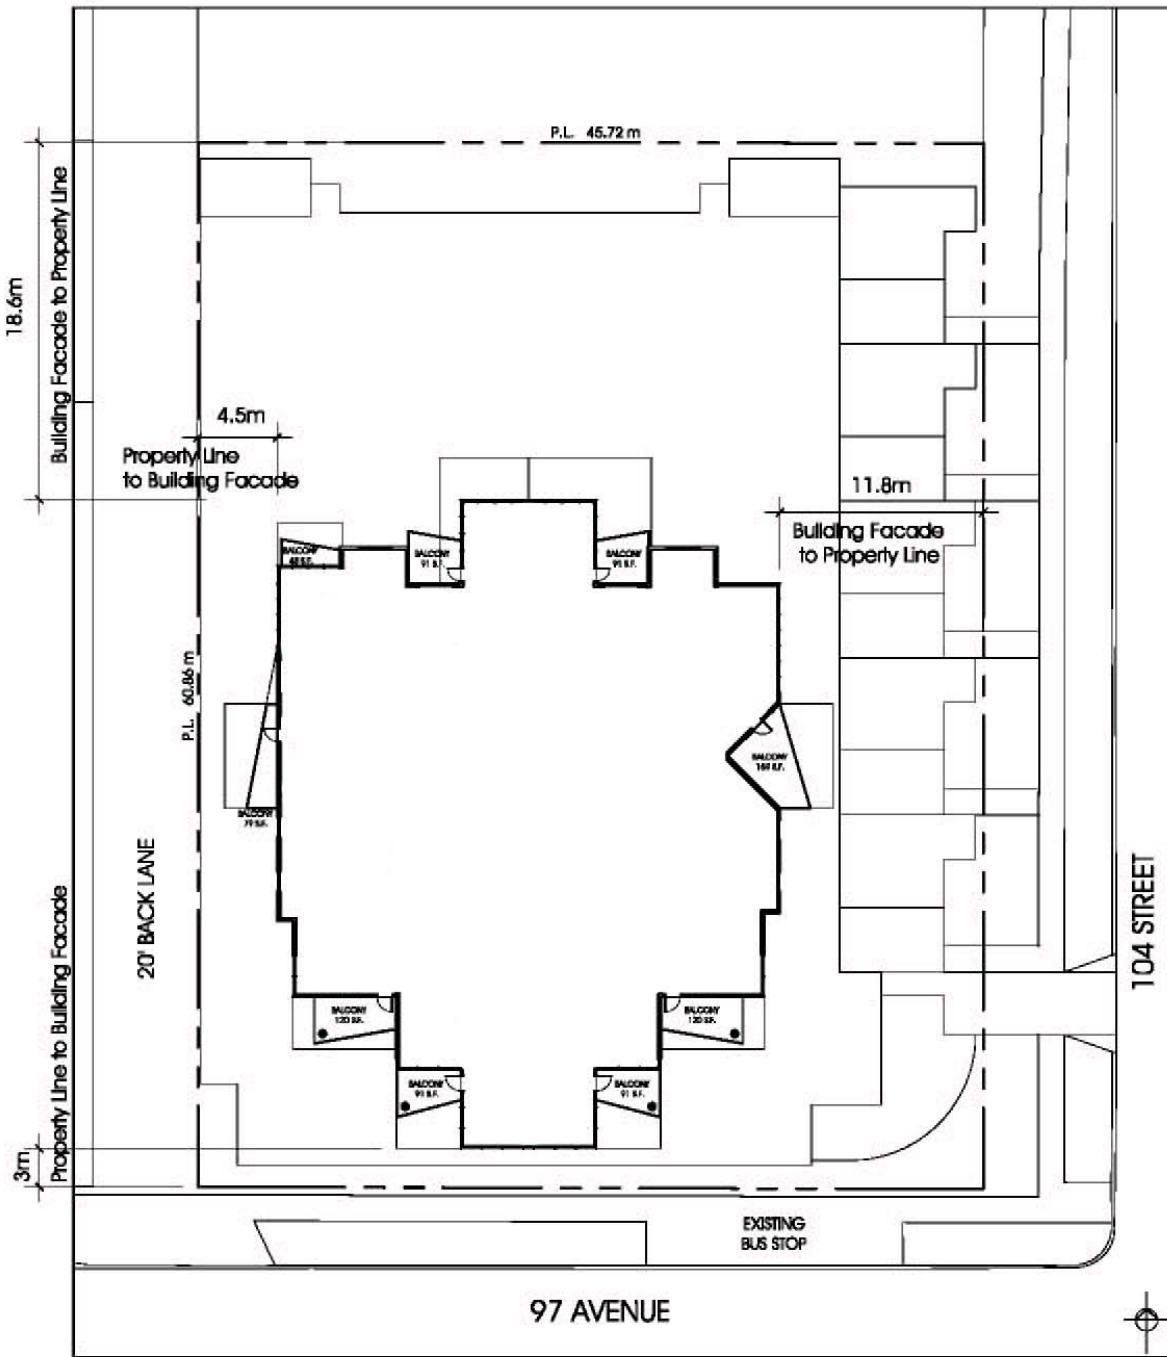 P.L. 45.72 m
18.6m
Building Facade to Property Line
4.5m
Property Line
to Building Facade
11.8m
Building Facade
to Property Line
BALCONY
BALCONY
91 S.F.
BALCONY
91 S.F.
P.L. 60.86 m
BALCONY
169 S.F.
BALCONY
79 S.F.
20' BACK LANE
104 STREET
Property Line to Building Facade
3m
BALCONY
120 S.F.
BALCONY
120 S.F.
BALCONY
91 S.F.
BALCONY
91 S.F.
EXISTING
BUS STOP
97 AVENUE